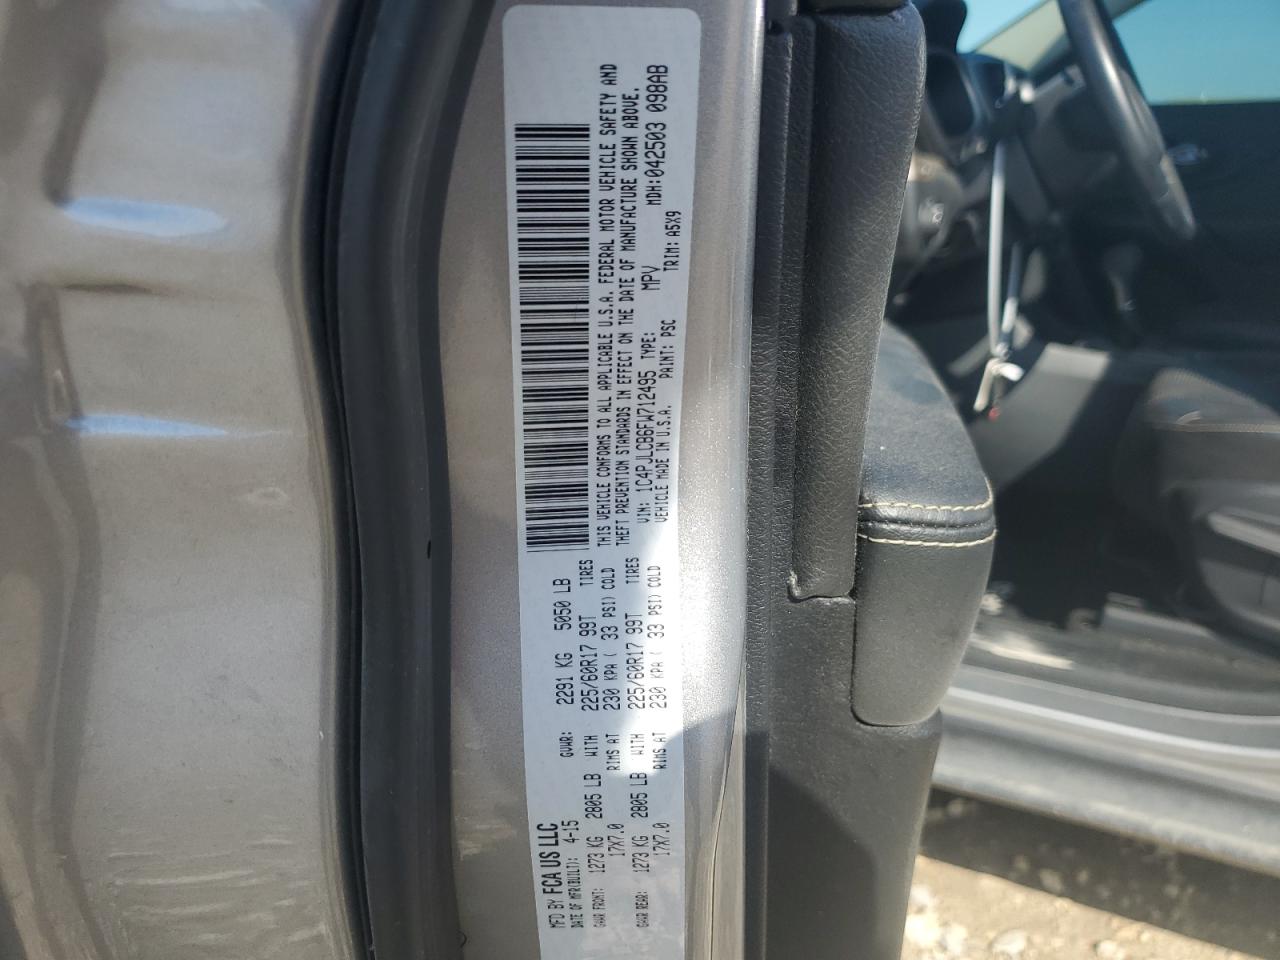 MFD BY FCA US LLC
DATE OF MFR(BUILT): 4-15 GVWR: 2291 KG 5050 LB
GAWR FRONT: 1273 KG 2805 LB WITH 225/60R17 99T TIRES
17X7.0 RIMS AT 230 KPA ( 33 PSI) COLD
GAWR REAR: 1273 KG 2805 LB WITH 225/60R17 99T TIRES
17X7.0 RIMS AT 230 KPA ( 33 PSI) COLD
THIS VEHICLE CONFORMS TO ALL APPLICABLE U.S.A. FEDERAL MOTOR VEHICLE SAFETY AND
THEFT PREVENTION STANDARDS IN EFFECT ON THE DATE OF MANUFACTURE SHOWN ABOVE.
VIN: 1C4PJLCB6FW712495 TYPE: MPV MDH:042503 098AB
VEHICLE MADE IN U.S.A. PAINT: PSC TRIM: A5X9